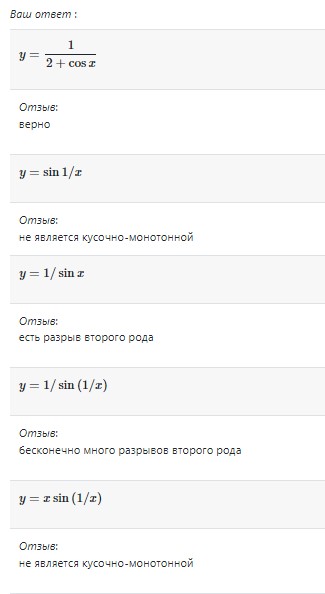 Ваш ответ :
y = 1 / (2 + cos x)
Отзыв:
верно
y = sin 1/x
Отзыв:
не является кусочно-монотонной
y = 1/ sin x
Отзыв:
есть разрыв второго рода
y = 1/ sin (1/x)
Отзыв:
бесконечно много разрывов второго рода
y = x sin (1/x)
Отзыв:
не является кусочно-монотонной